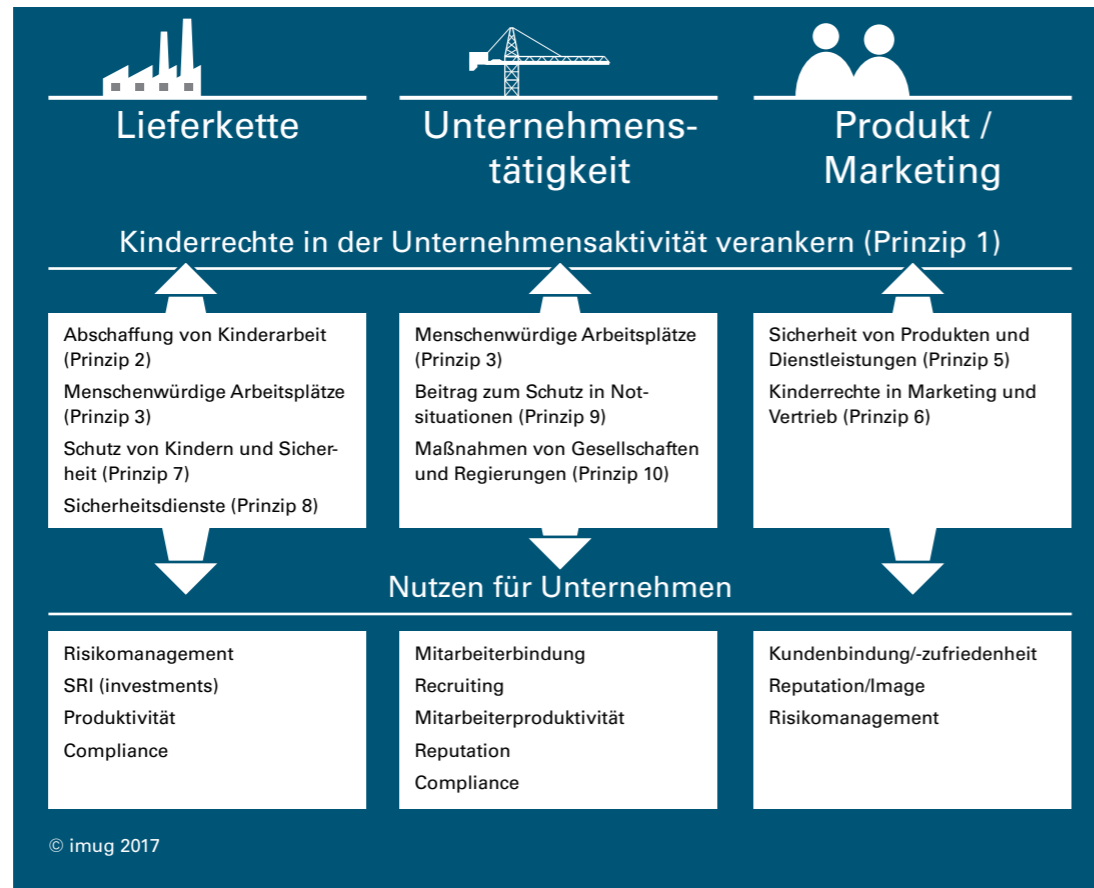 Lieferkette
Unternehmens-
tätigkeit
Produkt /
Marketing
Kinderrechte in der Unternehmensaktivität verankern (Prinzip 1)
Abschaffung von Kinderarbeit
(Prinzip 2)
Menschenwürdige Arbeitsplätze
(Prinzip 3)
Schutz von Kindern und Sicher-
heit (Prinzip 7)
Sicherheitsdienste (Prinzip 8)
Menschenwürdige Arbeitsplätze
(Prinzip 3)
Beitrag zum Schutz in Not-
situationen (Prinzip 9)
Maßnahmen von Gesellschaften
und Regierungen (Prinzip 10)
Sicherheit von Produkten und
Dienstleistungen (Prinzip 5)
Kinderrechte in Marketing und
Vertrieb (Prinzip 6)
Nutzen für Unternehmen
Risikomanagement
SRI (investments)
Produktivität
Compliance
Mitarbeiterbindung
Recruiting
Mitarbeiterproduktivität
Reputation
Compliance
Kundenbindung/-zufriedenheit
Reputation/Image
Risikomanagement
© imug 2017